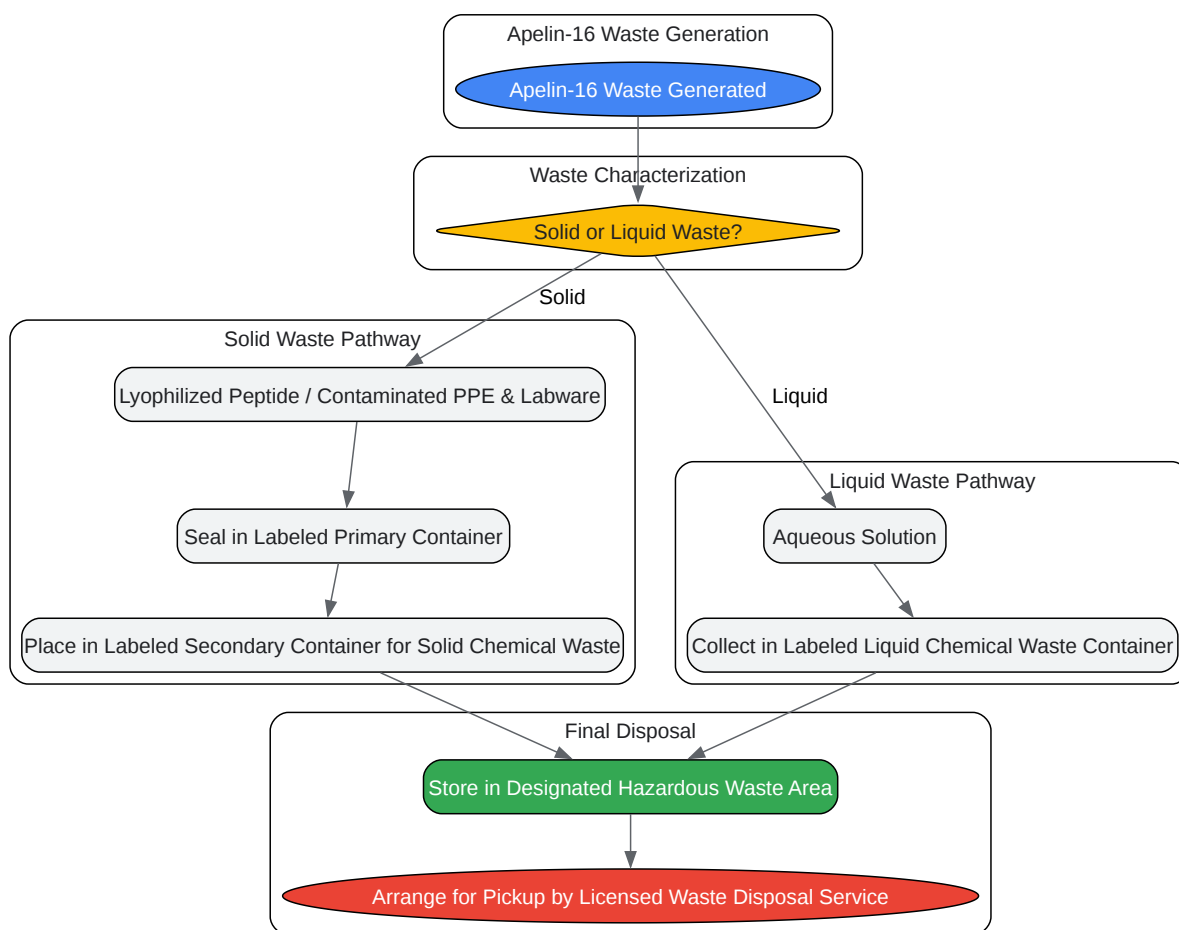 Apelin-16 Waste Generation
Apelin-16 Waste Generated
Waste Characterization
Solid or Liquid Waste?
Solid
Solid Waste Pathway
Lyophilized Peptide / Contaminated PPE & Labware
Seal in Labeled Primary Container
Place in Labeled Secondary Container for Solid Chemical Waste
Liquid
Liquid Waste Pathway
Aqueous Solution
Collect in Labeled Liquid Chemical Waste Container
Final Disposal
Store in Designated Hazardous Waste Area
Arrange for Pickup by Licensed Waste Disposal Service